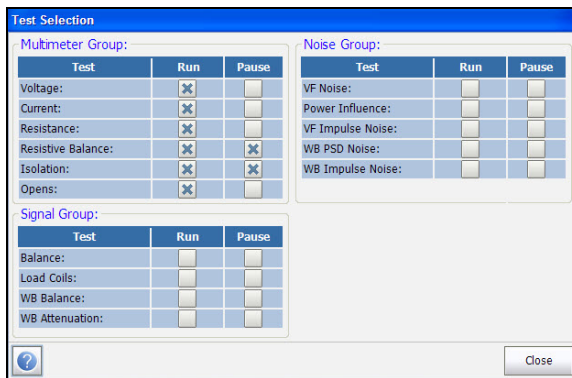 Test Selection
Multimeter Group:
Test Run Pause
Voltage:
Current:
Resistance:
Resistive Balance:
Isolation:
Opens:
Signal Group:
Test Run Pause
Balance:
Load Coils:
WB Balance:
WB Attenuation:
Noise Group:
Test Run Pause
VF Noise:
Power Influence:
VF Impulse Noise:
WB PSD Noise:
WB Impulse Noise:
?
Close